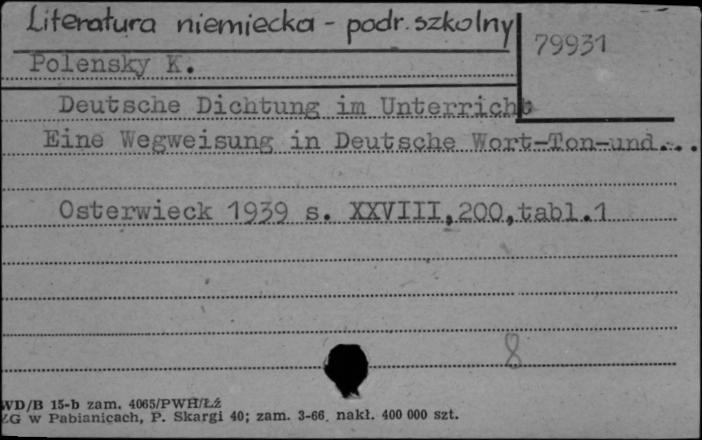 Literatura niemiecka - podr. szkolny
79931
Polensky K.
Deutsche Dichtung im Unterricht
Eine Wegweisung in Deutsche Wort-Ton-und...
Osterwieck 1939 s. XXVIII,200,tabl.1
8
WD/B 15-b zam. 4065/PWH/Łź
ZG w Pabianicach, P. Skargi 40; zam. 3-66. nakł. 400 000 szt.